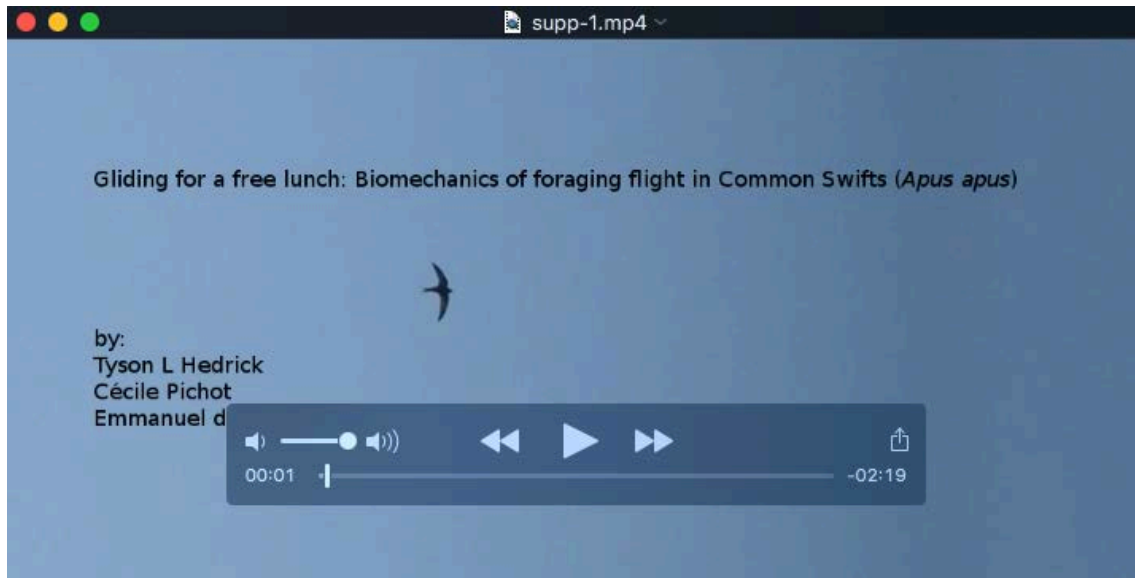 supp-1.mp4
Gliding for a free lunch: Biomechanics of foraging flight in Common Swifts (Apus apus)
by:
Tyson L Hedrick
Cécile Pichot
Emmanuel d
00:01
-02:19